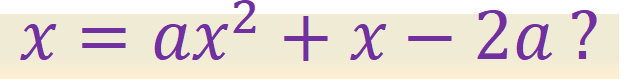 x = ax² + x − 2a ?